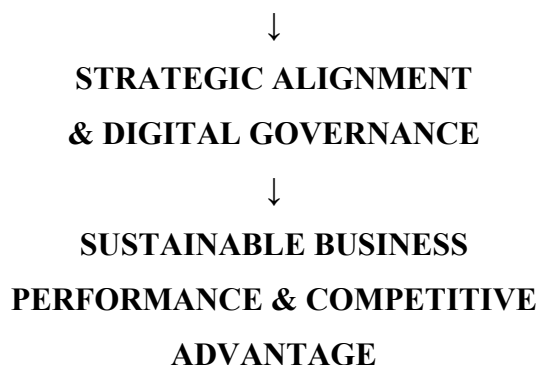 ↓
STRATEGIC ALIGNMENT
& DIGITAL GOVERNANCE
↓
SUSTAINABLE BUSINESS
PERFORMANCE & COMPETITIVE
ADVANTAGE